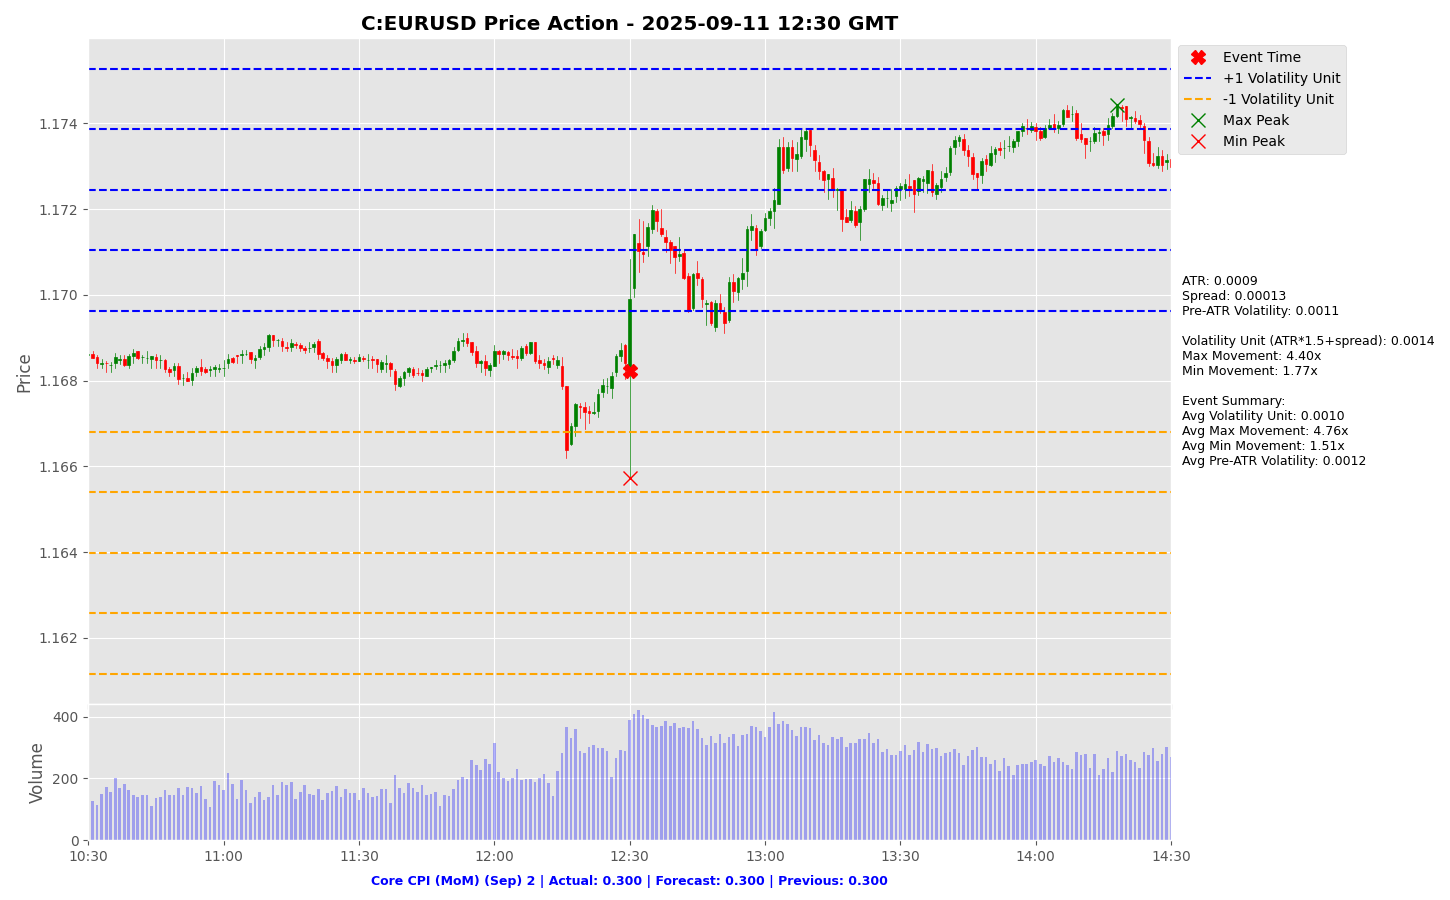 C:EURUSD Price Action - 2025-09-11 12:30 GMT
Event Time
+1 Volatility Unit
-1 Volatility Unit
Max Peak
Min Peak
Price
1.174
1.172
1.170
1.168
1.166
1.164
1.162
ATR: 0.0009
Spread: 0.00013
Pre-ATR Volatility: 0.0011
Volatility Unit (ATR*1.5+spread): 0.0014
Max Movement: 4.40x
Min Movement: 1.77x
Event Summary:
Avg Volatility Unit: 0.0010
Avg Max Movement: 4.76x
Avg Min Movement: 1.51x
Avg Pre-ATR Volatility: 0.0012
Volume
400
200
0
10:30 11:00 11:30 12:00 12:30 13:00 13:30 14:00 14:30
Core CPI (MoM) (Sep) 2 | Actual: 0.300 | Forecast: 0.300 | Previous: 0.300